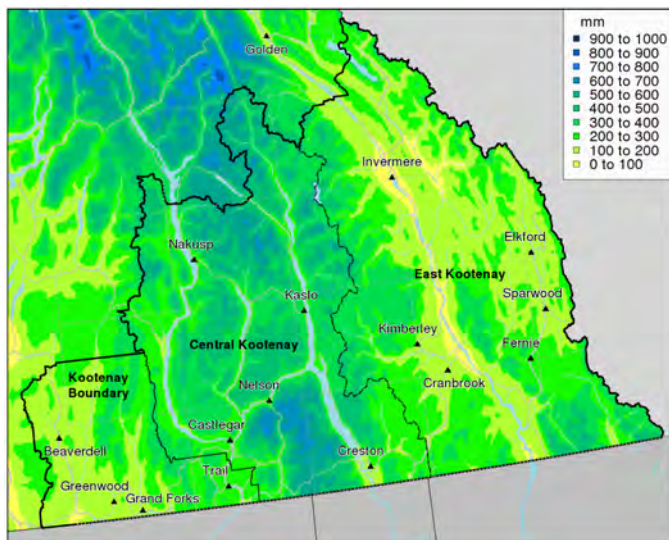 mm
900 to 1000
800 to 900
700 to 800
600 to 700
500 to 600
400 to 500
300 to 400
200 to 300
100 to 200
0 to 100
Golden
Invermere
Elkford
Nakusp
East Kootenay
Sparwood
Kaslo
Kimberley
Central Kootenay
Fernie
Kootenay
Boundary
Cranbrook
Nelson
Castlegar
Beaverdell
Creston
Trail
Greenwood
Grand Forks